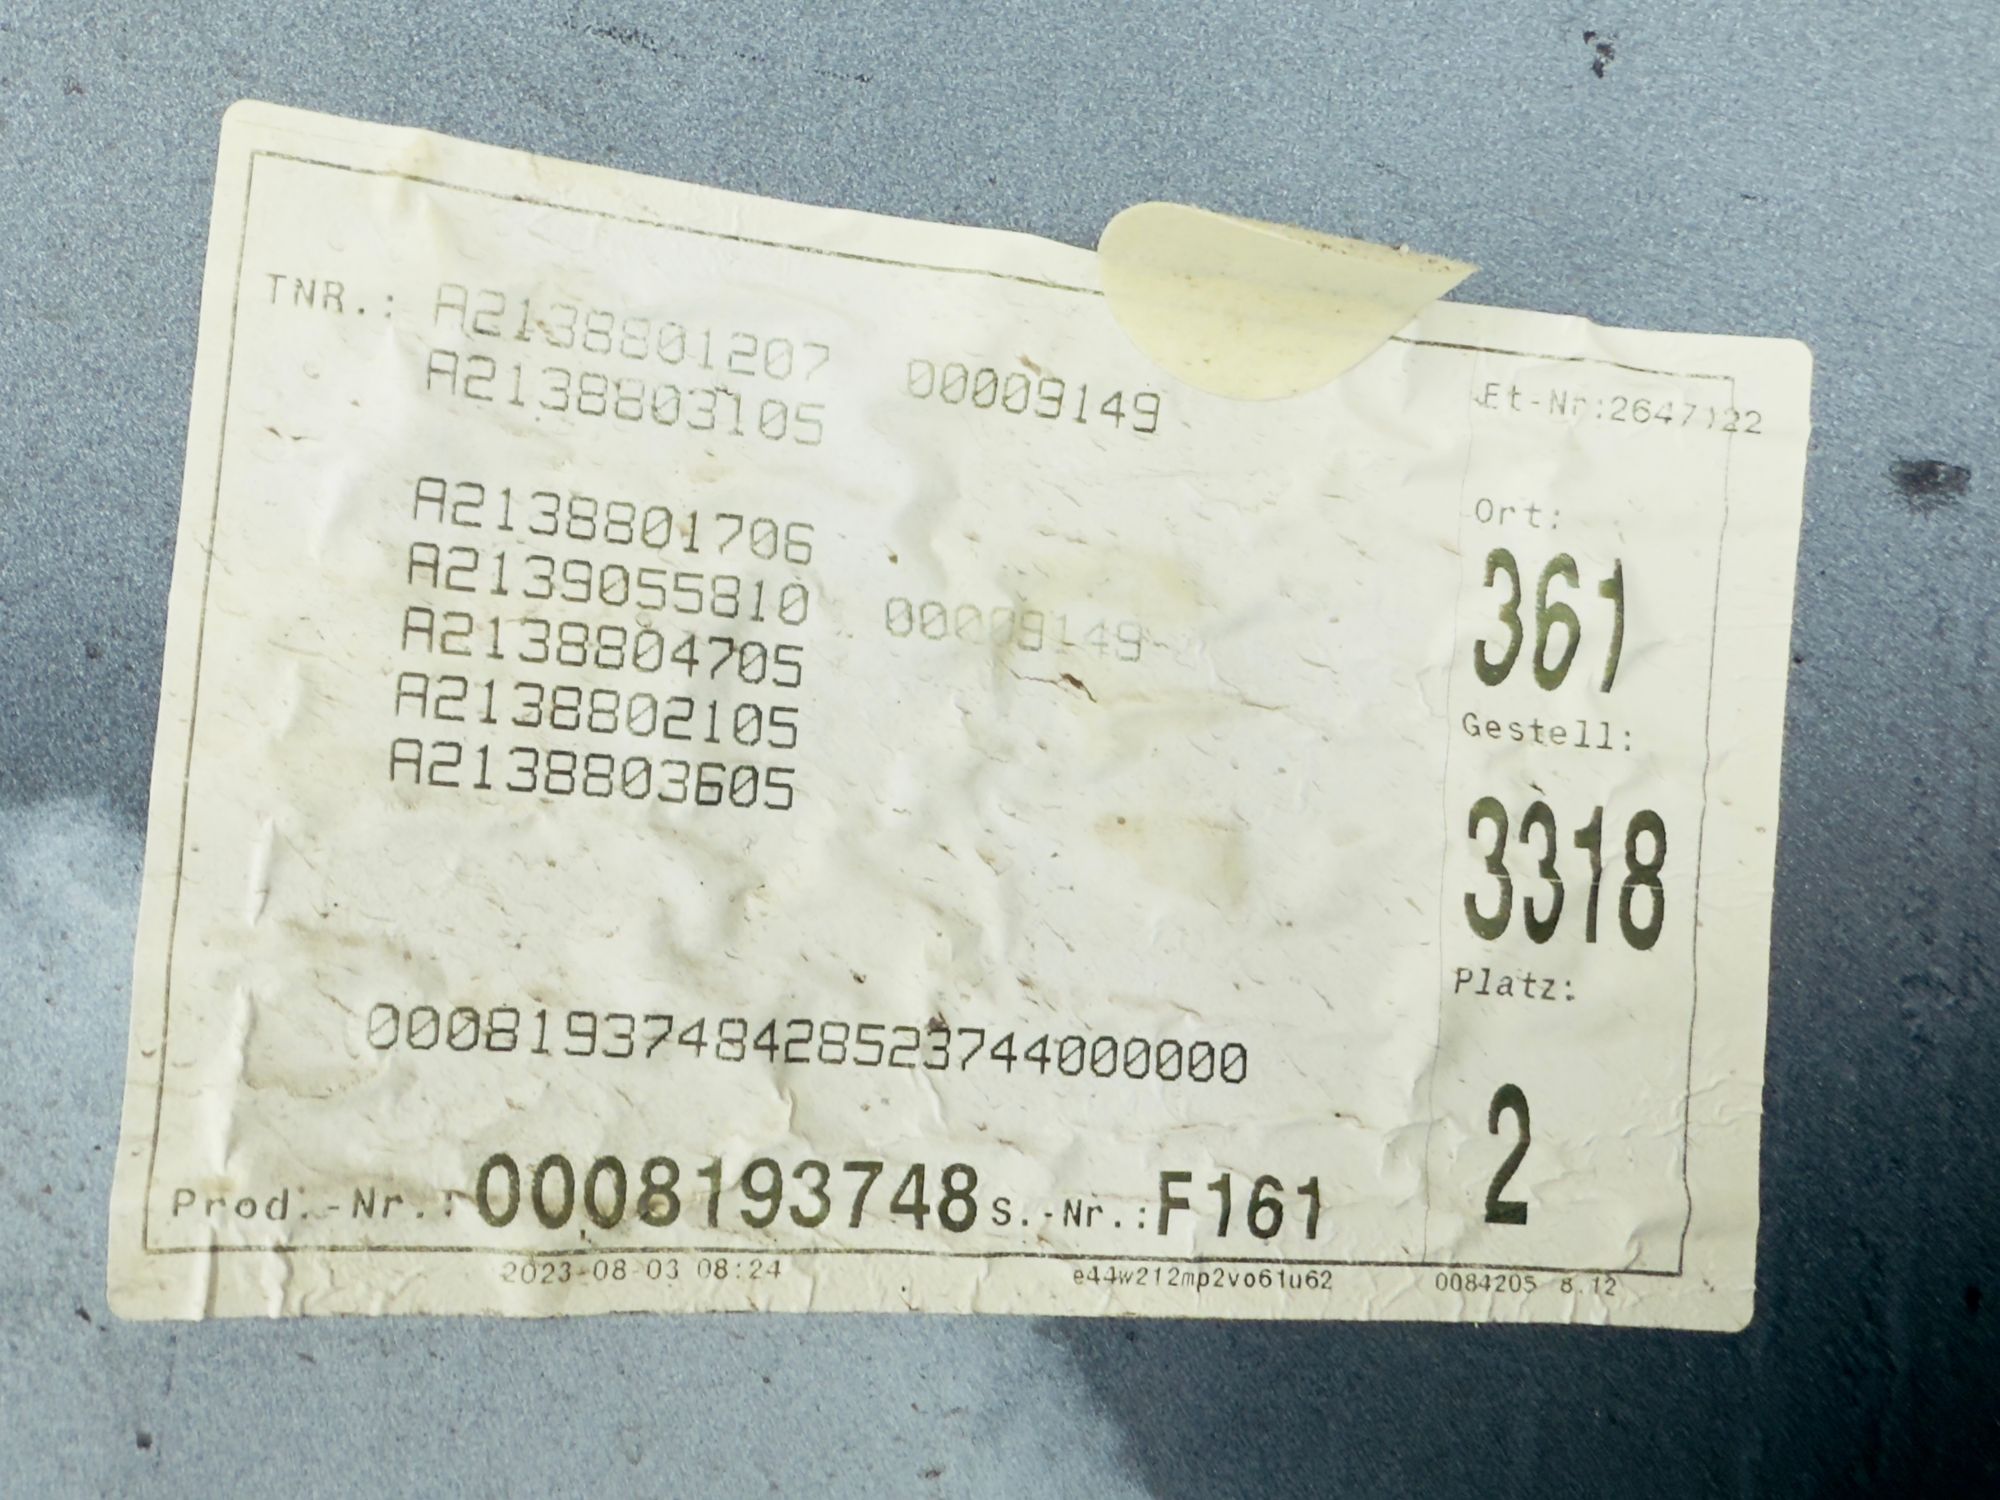 TNR.: A2138801207 00009149
A2138803105
Et-Nr:2647122
A2138801706
A2139055810 00009149
A2138804705
A2138802105
A2138803605
Ort:
361
Gestell:
3318
Platz:
2
0008193748428523744000000
Prod.-Nr.: 0008193748 S.-Nr.: F161
2023-08-03 08:24 e44w212mp2vo61u62 0084205 8.12